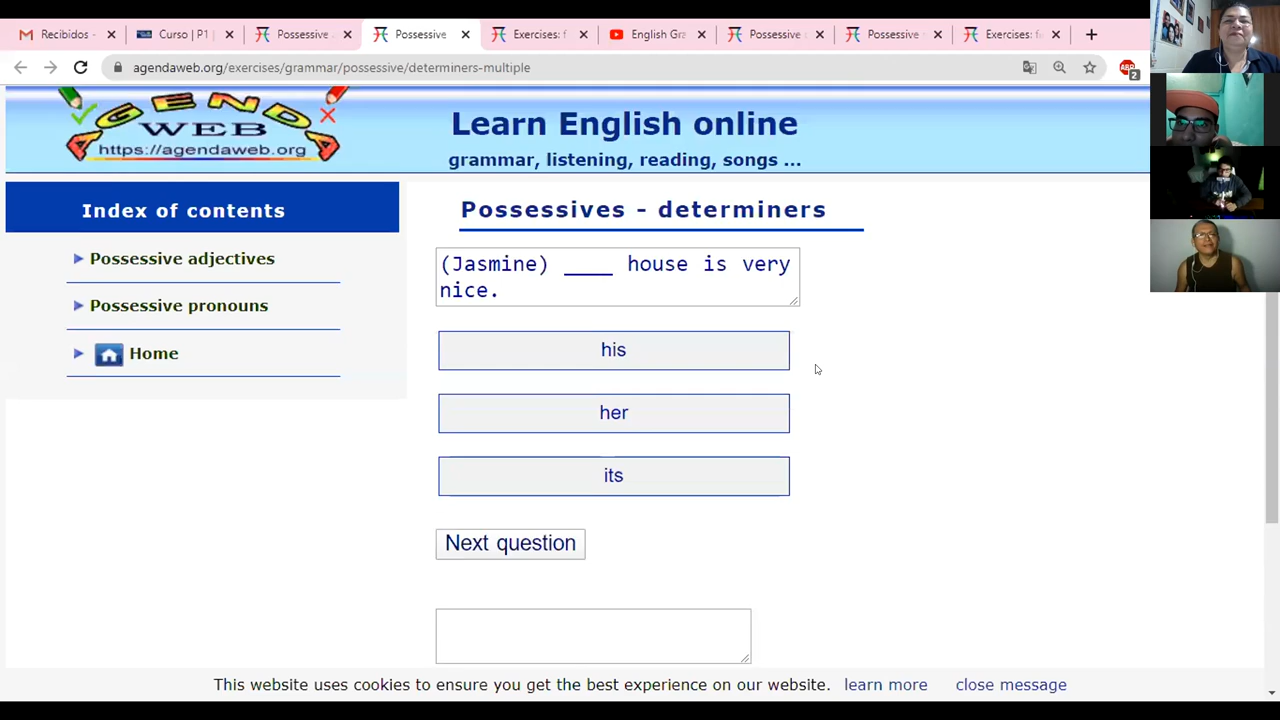 Recibidos -
Curso | P1 |
Possessive
Possessive
Exercises: f
English Gra
Possessive
Possessive
Exercises: f
agendaweb.org/exercises/grammar/possessive/determiners-multiple
ABP
2
AGENDA
WEB
https://agendaweb.org
Learn English online
grammar, listening, reading, songs ...
Index of contents
Possessive adjectives
Possessive pronouns
Home
Possessives - determiners
(Jasmine) ____ house is very
nice.
his
her
its
Next question
This website uses cookies to ensure you get the best experience on our website. learn more close message